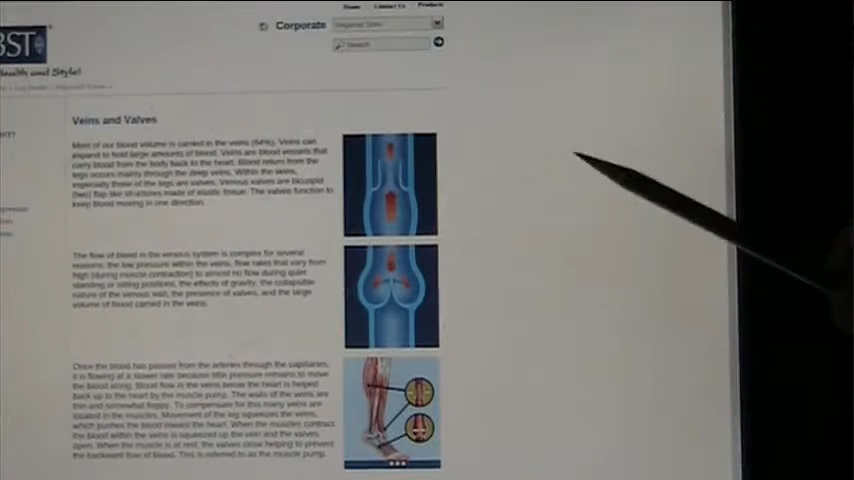 Home Contact Us Products
Corporate Regional Sites
BST
Search
Health and Style!
Veins and Valves
Most of our blood volume is carried in the veins (64%). Veins can
expand to hold large amounts of blood. Veins are blood vessels that
carry blood from the body back to the heart. Blood return from the
legs occurs mainly through the deep veins. Within the veins,
especially those of the legs are valves. Venous valves are bicuspid
(two) flap like structures made of elastic tissue. The valves function to
keep blood moving in one direction.
The flow of blood in the venous system is complex for several
reasons: the low pressure within the veins, flow rates that vary from
high (during muscle contraction) to almost no flow during quiet
standing or sitting positions, the effects of gravity, the collapsible
nature of the venous wall, the presence of valves, and the large
volume of blood carried in the veins.
Once the blood has passed from the arteries through the capillaries,
it is flowing at a slower rate because little pressure remains to move
the blood along. Blood flow in the veins below the heart is helped
back up to the heart by the muscle pump. The walls of the veins are
thin and somewhat floppy. To compensate for this many veins are
located in the muscles. Movement of the leg squeezes the veins,
which pushes the blood toward the heart. When the muscles contract
the blood within the veins is squeezed up the vein and the valves
open. When the muscle is at rest, the valves close helping to prevent
the backward flow of blood. This is referred to as the muscle pump.